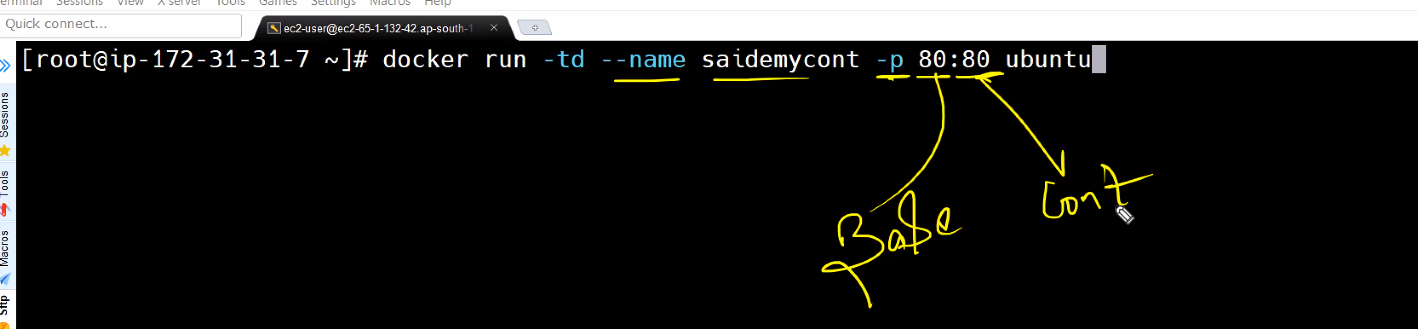 Terminal Sessions View X server Tools Games Settings Macros Help
Quick connect...
ec2-user@ec2-65-1-132-42.ap-south-1
[root@ip-172-31-31-7 ~]# docker run -td --name saidemycont -p 80:80 ubuntu
Base
Cont
Sessions
Tools
Macros
Sftp